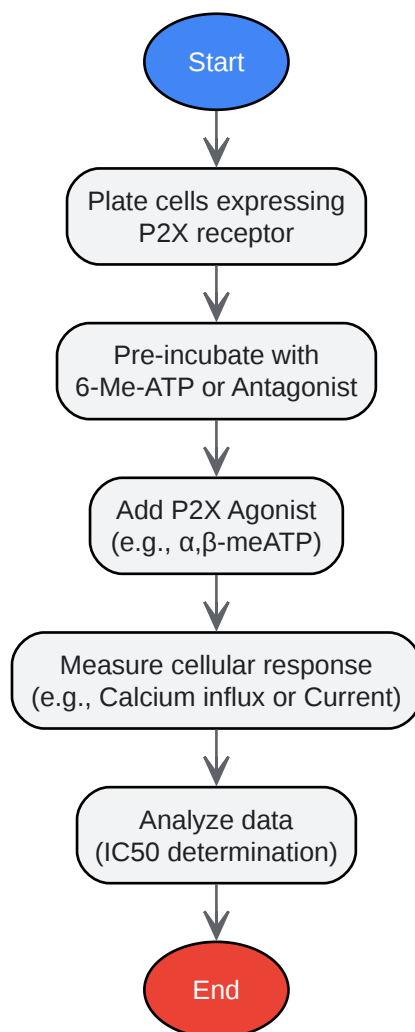 Start
Plate cells expressing
P2X receptor
Pre-incubate with
6-Me-ATP or Antagonist
Add P2X Agonist
(e.g., α,β-meATP)
Measure cellular response
(e.g., Calcium influx or Current)
Analyze data
(IC50 determination)
End